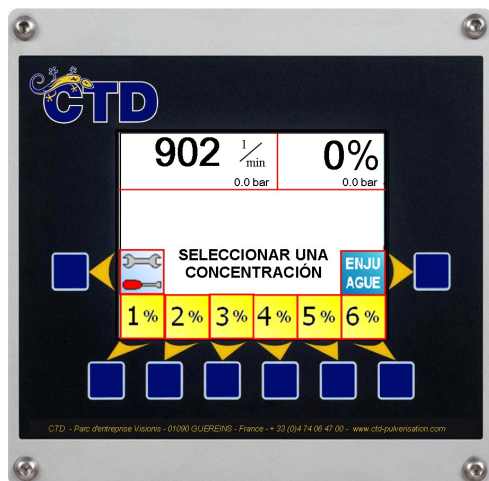 CTD
902 l/min 0%
0.0 bar 0.0 bar
SELECCIONAR UNA
CONCENTRACIÓN
ENJU
AGUE
1% 2% 3% 4% 5% 6%
CTD - Parc d'entreprise Visionis - 01090 GUEREINS - France - + 33 (0)4 74 06 47 00 - www.ctd-pulverisation.com